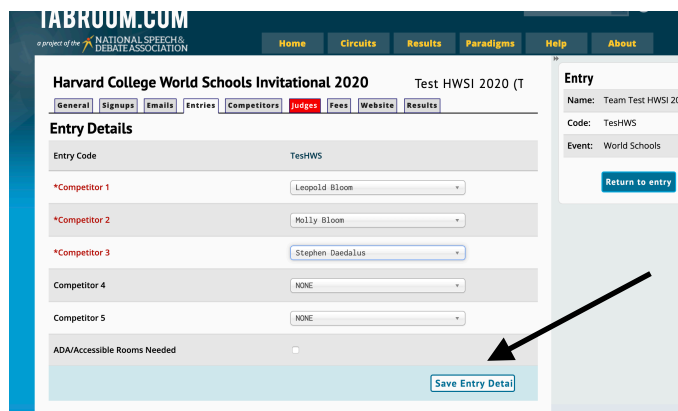 TABROOM.COM
a project of the NATIONAL SPEECH & DEBATE ASSOCIATION
Home Circuits Results Paradigms Help About
Harvard College World Schools Invitational 2020 Test HWSI 2020 (T
General Signups Emails Entries Competitors Judges Fees Website Results
Entry Details
Entry Code TesHWS
*Competitor 1 Leopold Bloom
*Competitor 2 Molly Bloom
*Competitor 3 Stephen Daedalus
Competitor 4 NONE
Competitor 5 NONE
ADA/Accessible Rooms Needed
Save Entry Detai
Entry
Name: Team Test HWSI 20
Code: TesHWS
Event: World Schools
Return to entry